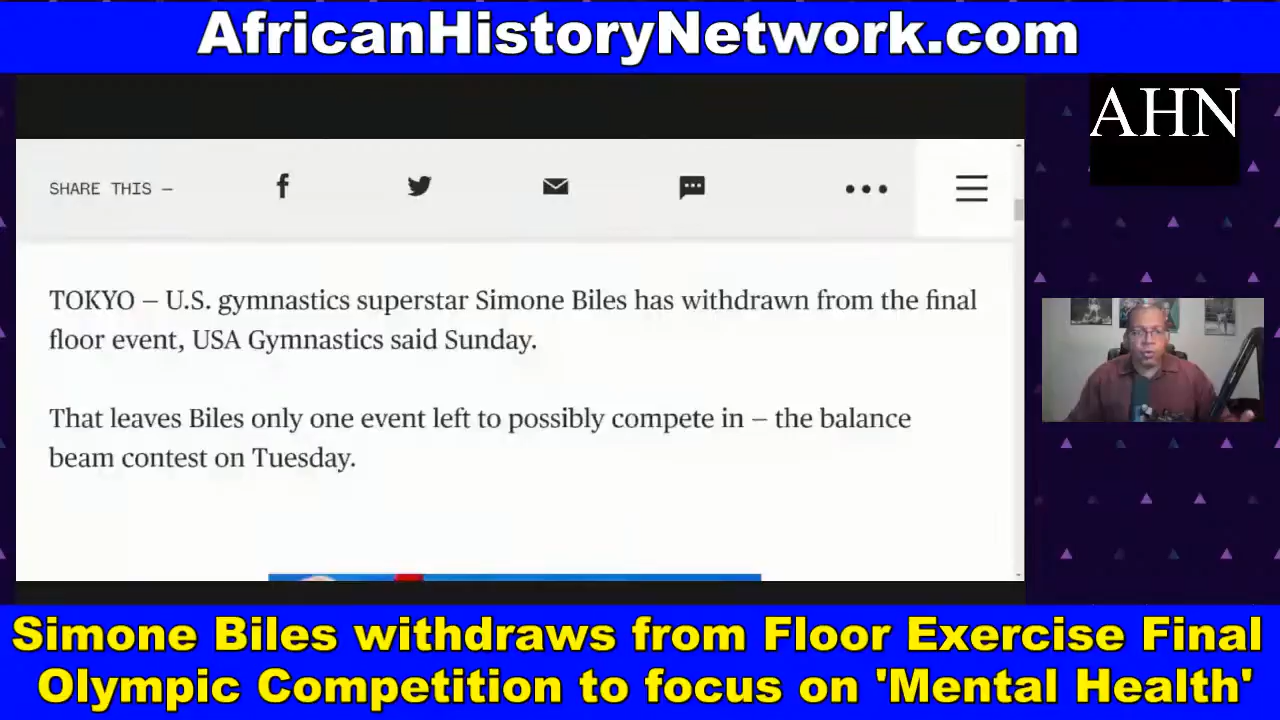 AfricanHistoryNetwork.com
AHN
SHARE THIS —
TOKYO — U.S. gymnastics superstar Simone Biles has withdrawn from the final
floor event, USA Gymnastics said Sunday.
That leaves Biles only one event left to possibly compete in — the balance
beam contest on Tuesday.
Simone Biles withdraws from Floor Exercise Final
Olympic Competition to focus on 'Mental Health'